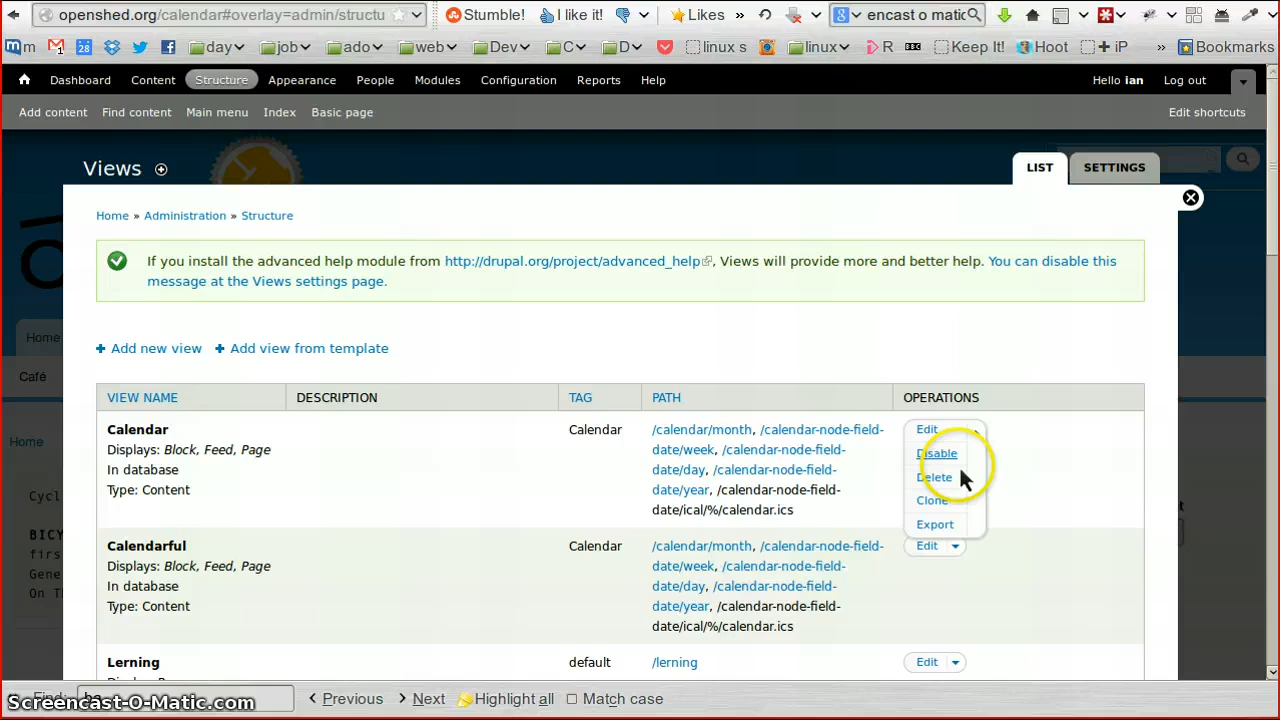 openshed.org/calendar#overlay=admin/structu
Stumble!
I like it!
Likes
»
encast o matic
m
day
job
ado
web
Dev
C
D
linux s
linux
R
BBC
Keep It!
Hoot
+ iP
»
Bookmarks
Dashboard
Content
Structure
Appearance
People
Modules
Configuration
Reports
Help
Hello ian
Log out
Add content
Find content
Main menu
Index
Basic page
Edit shortcuts
Views
LIST
SETTINGS
Home » Administration » Structure
If you install the advanced help module from http://drupal.org/project/advanced_help, Views will provide more and better help. You can disable this
message at the Views settings page.
Home
Café
Home
+ Add new view
+ Add view from template
VIEW NAME
DESCRIPTION
TAG
PATH
OPERATIONS
Calendar
Displays: Block, Feed, Page
In database
Type: Content
Calendar
/calendar/month, /calendar-node-field-
date/week, /calendar-node-field-
date/day, /calendar-node-field-
date/year, /calendar-node-field-
date/ical/%/calendar.ics
Edit
Disable
Delete
Clone
Export
Cycl
BICY
firs
Gene
On Th
Calendarful
Displays: Block, Feed, Page
In database
Type: Content
Calendar
/calendar/month, /calendar-node-field-
date/week, /calendar-node-field-
date/day, /calendar-node-field-
date/year, /calendar-node-field-
date/ical/%/calendar.ics
Edit
Lerning
default
/lerning
Edit
Previous
Next
Highlight all
Match case
Screencast-O-Matic.com